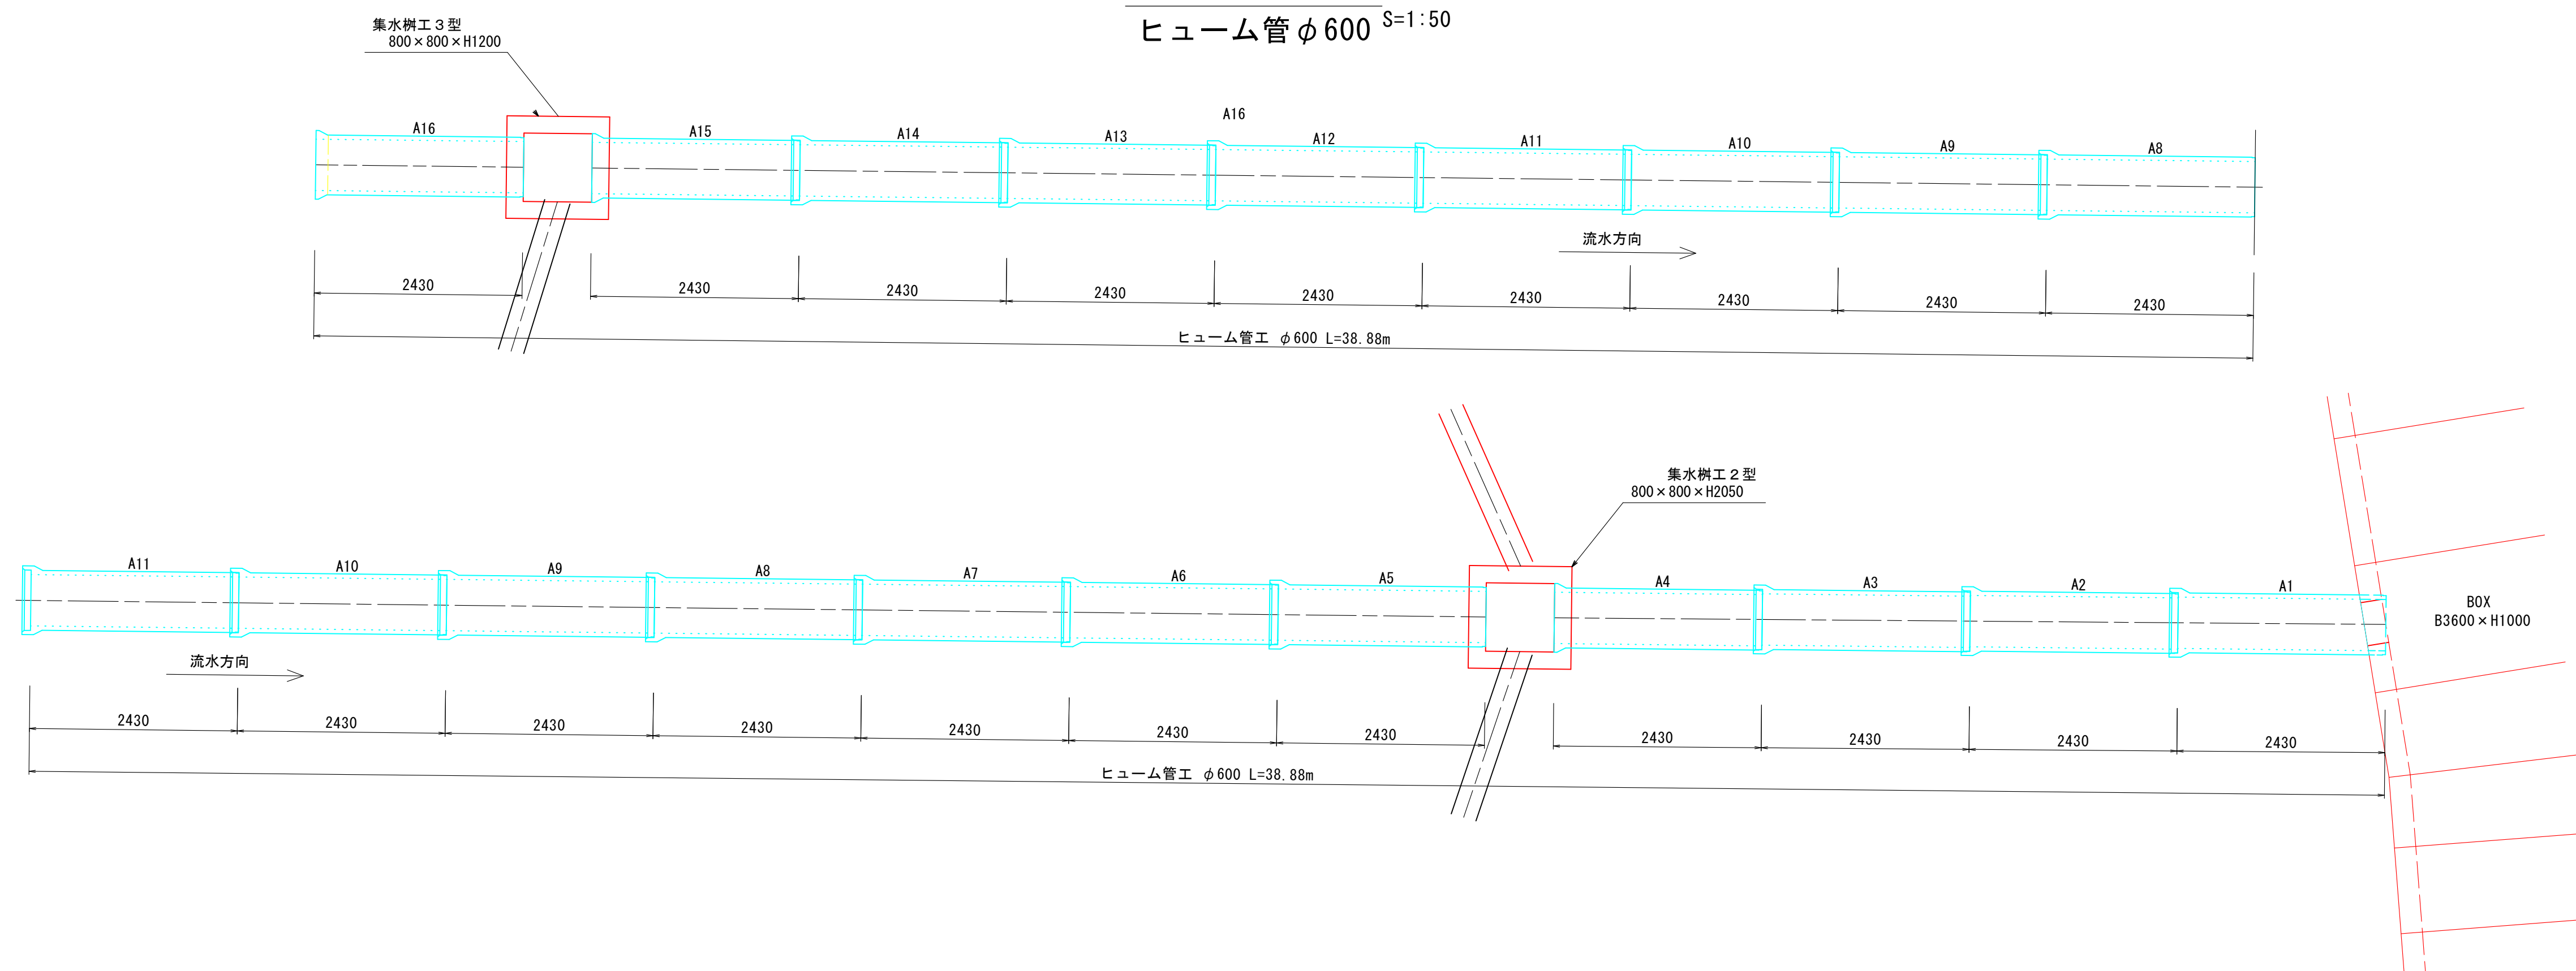 ヒューム管φ600 S=1:50
集水桝工３型
800×800×H1200
A16
A16
A15
A14
A13
A12
A11
A10
A9
A8
流水方向
2430
2430
2430
2430
2430
2430
2430
2430
2430
ヒューム管工 φ600 L=38.88m
集水桝工２型
800×800×H2050
A11
A10
A9
A8
A7
A6
A5
A4
A3
A2
A1
BOX
B3600×H1000
流水方向
2430
2430
2430
2430
2430
2430
2430
2430
2430
2430
2430
ヒューム管工 φ600 L=38.88m